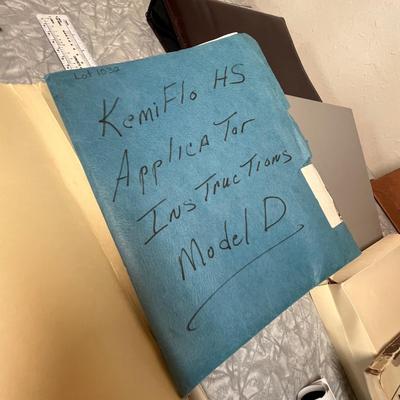 Lot 1032
KemiFlo HS
ApplicaTor
InsTrucTions
Model D